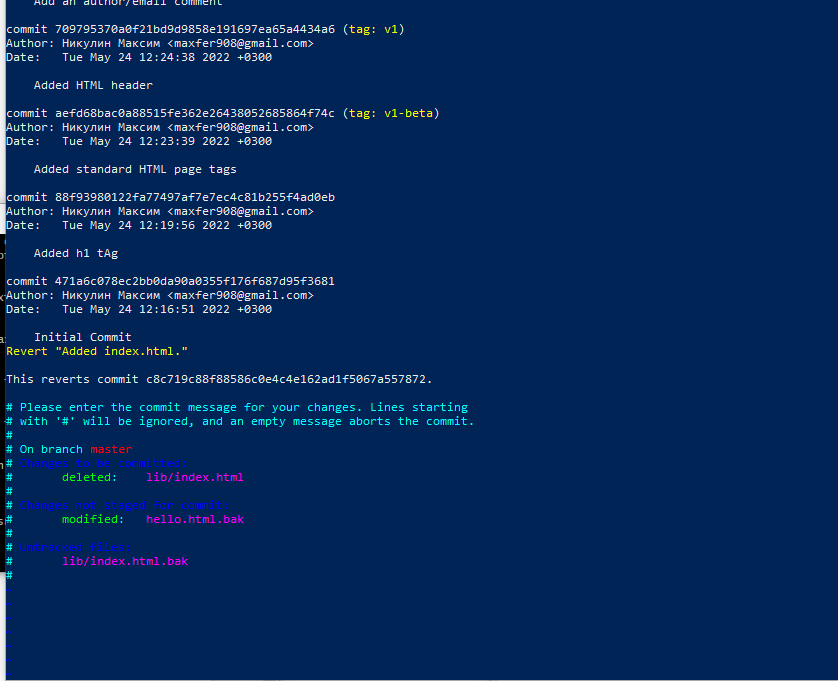 Add an author/email comment
commit 709795370a0f21bd9d9858e191697ea65a4434a6 (tag: v1)
Author: Никулин Максим <maxfer908@gmail.com>
Date:   Tue May 24 12:24:38 2022 +0300
Added HTML header
commit aefd68bac0a88515fe362e26438052685864f74c (tag: v1-beta)
Author: Никулин Максим <maxfer908@gmail.com>
Date:   Tue May 24 12:23:39 2022 +0300
Added standard HTML page tags
commit 88f93980122fa77497af7e7ec4c81b255f4ad0eb
Author: Никулин Максим <maxfer908@gmail.com>
Date:   Tue May 24 12:19:56 2022 +0300
Added h1 tAg
commit 471a6c078ec2bb0da90a0355f176f687d95f3681
Author: Никулин Максим <maxfer908@gmail.com>
Date:   Tue May 24 12:16:51 2022 +0300
Initial Commit
Revert "Added index.html."
This reverts commit c8c719c88f88586c0e4c4e162ad1f5067a557872.
# Please enter the commit message for your changes. Lines starting
# with '#' will be ignored, and an empty message aborts the commit.
#
# On branch master
# Changes to be committed:
#       deleted:    lib/index.html
#
# Changes not staged for commit:
#       modified:   hello.html.bak
#
# Untracked files:
#       lib/index.html.bak
#
~
~
~
~
~
~
~